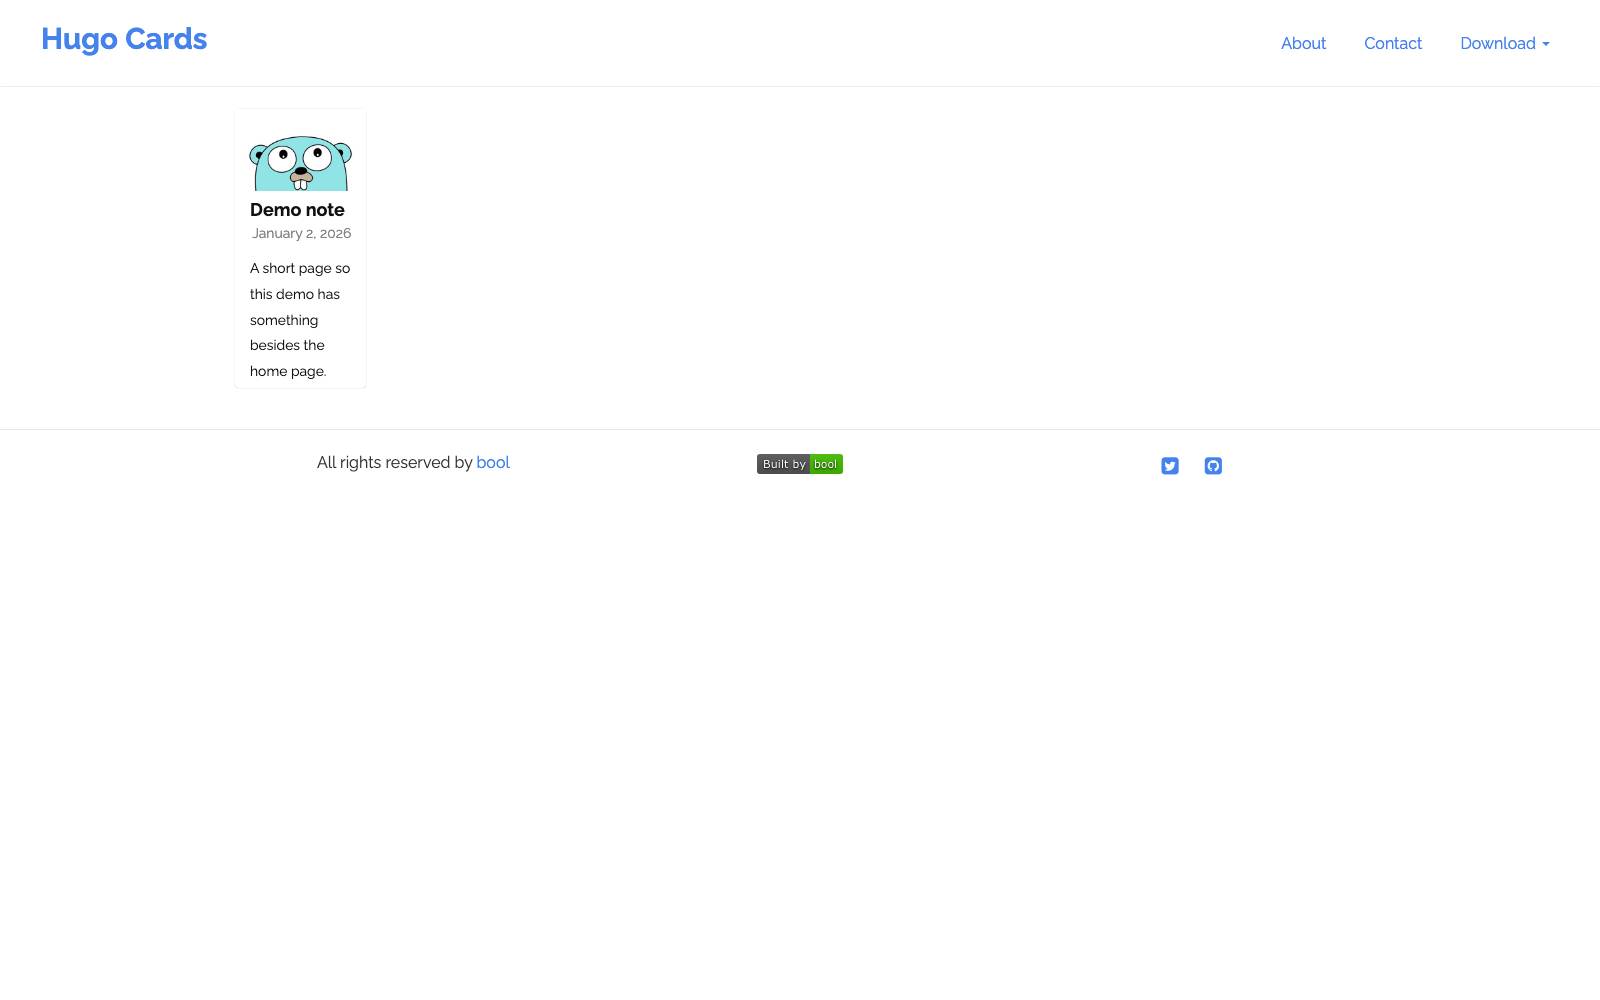 Hugo Cards
About
Contact
Download
Demo note
January 2, 2026
A short page so
this demo has
something
besides the
home page.
All rights reserved by bool
Built by bool